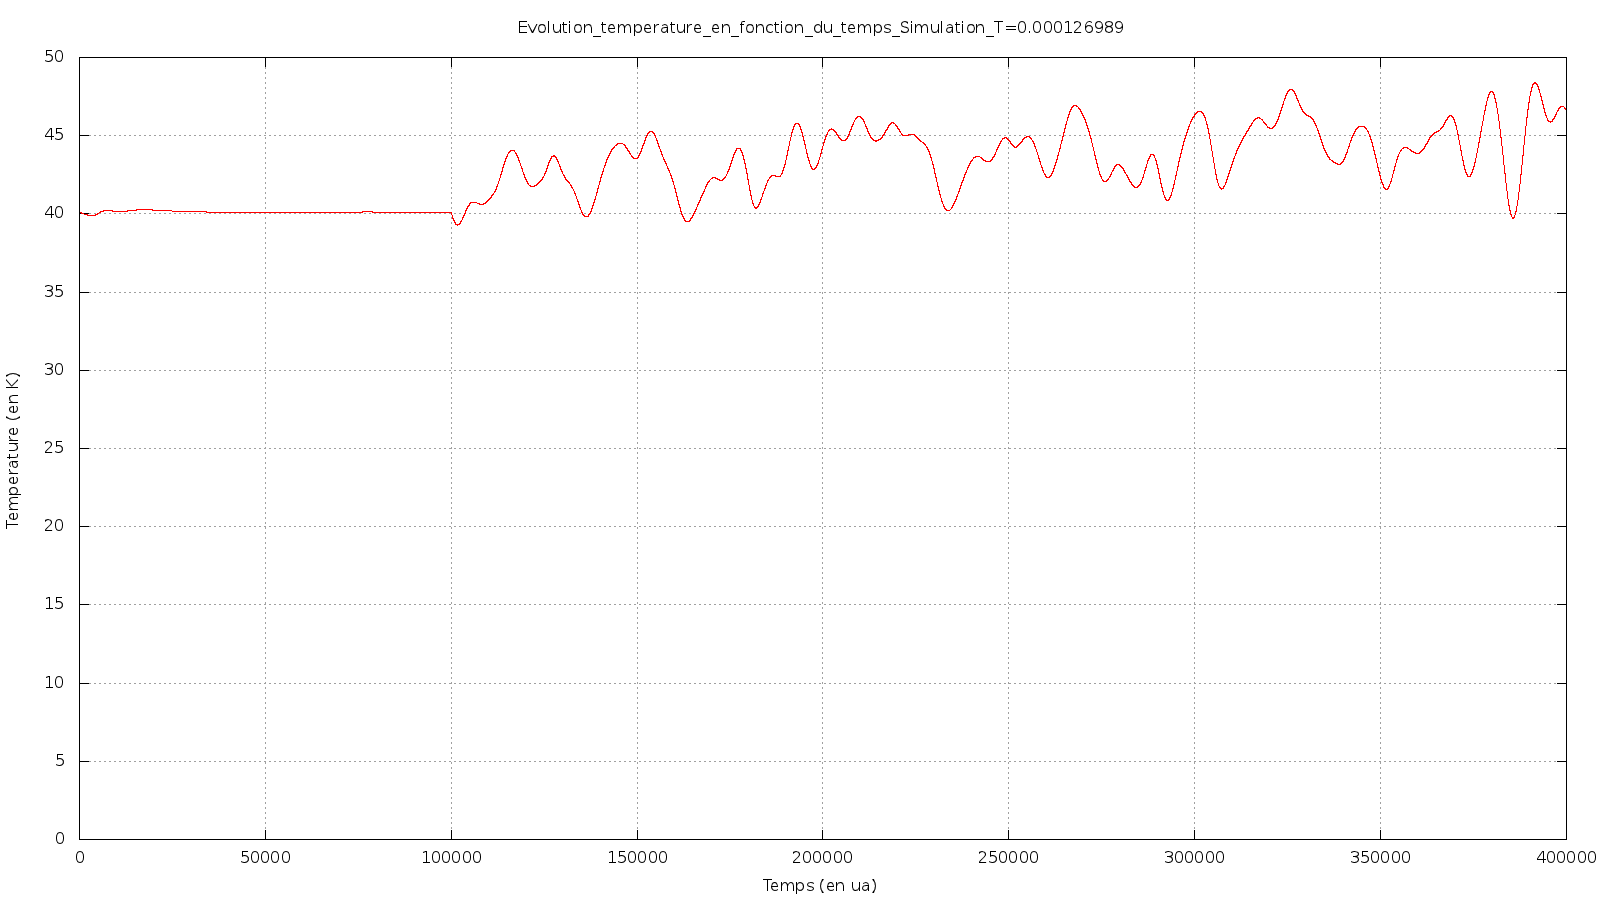 Evolution_temperature_en_fonction_du_temps_Simulation_T=0.000126989
50
45
40
35
30
25
20
15
10
5
0
Temperature (en K)
0 50000 100000 150000 200000 250000 300000 350000 400000
Temps (en ua)